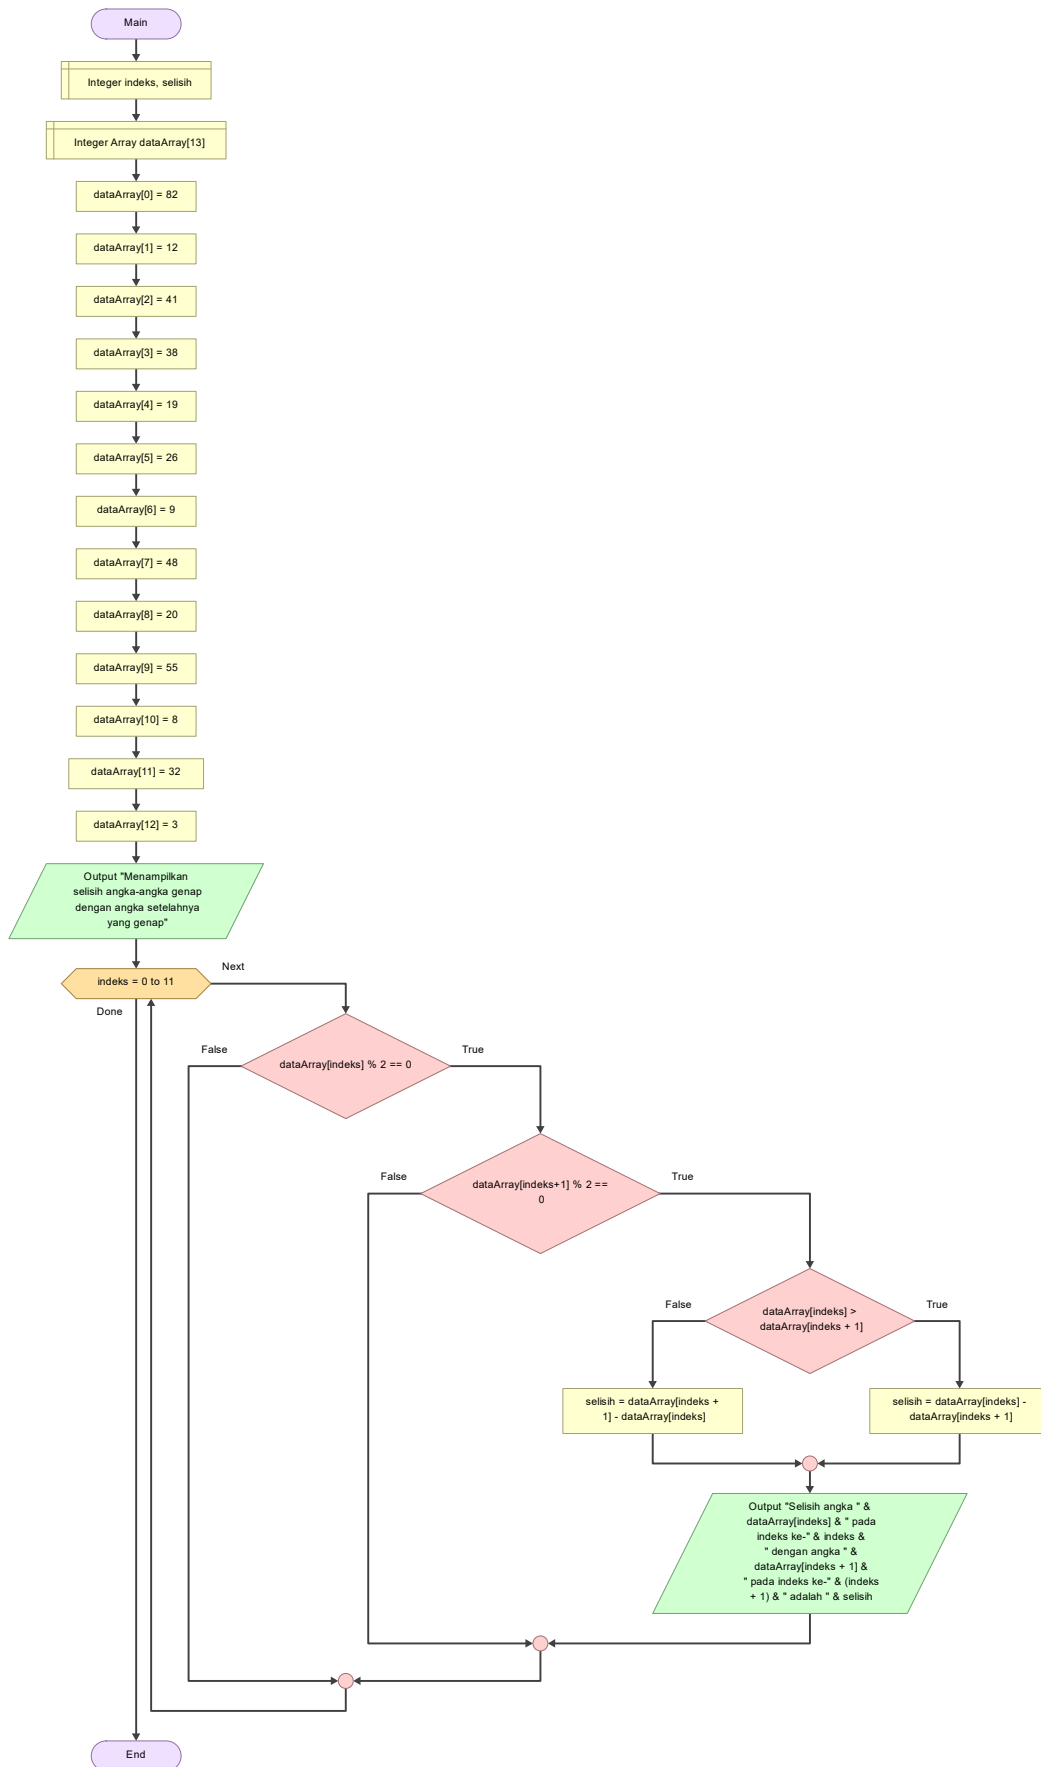 Main
Integer indeks, selisih
Integer Array dataArray[13]
dataArray[0] = 82
dataArray[1] = 12
dataArray[2] = 41
dataArray[3] = 38
dataArray[4] = 19
dataArray[5] = 26
dataArray[6] = 9
dataArray[7] = 48
dataArray[8] = 20
dataArray[9] = 55
dataArray[10] = 8
dataArray[11] = 32
dataArray[12] = 3
Output "Menampilkan
selisih angka-angka genap
dengan angka setelahnya
yang genap"
indeks = 0 to 11
Next
Done
False
dataArray[indeks] % 2 == 0
True
False
dataArray[indeks+1] % 2 ==
0
True
False
dataArray[indeks] >
dataArray[indeks + 1]
True
selisih = dataArray[indeks +
1] - dataArray[indeks]
selisih = dataArray[indeks] -
dataArray[indeks + 1]
Output "Selisih angka " &
dataArray[indeks] & " pada
indeks ke-" & indeks &
" dengan angka " &
dataArray[indeks + 1] &
" pada indeks ke-" & (indeks
+ 1) & " adalah " & selisih
End